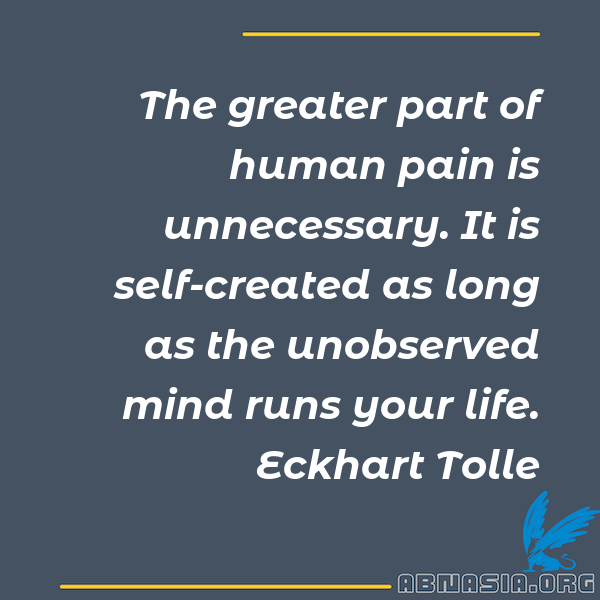 The greater part of
human pain is
unnecessary. It is
self-created as long
as the unobserved
mind runs your life.
Eckhart Tolle
ABNASIA.ORG